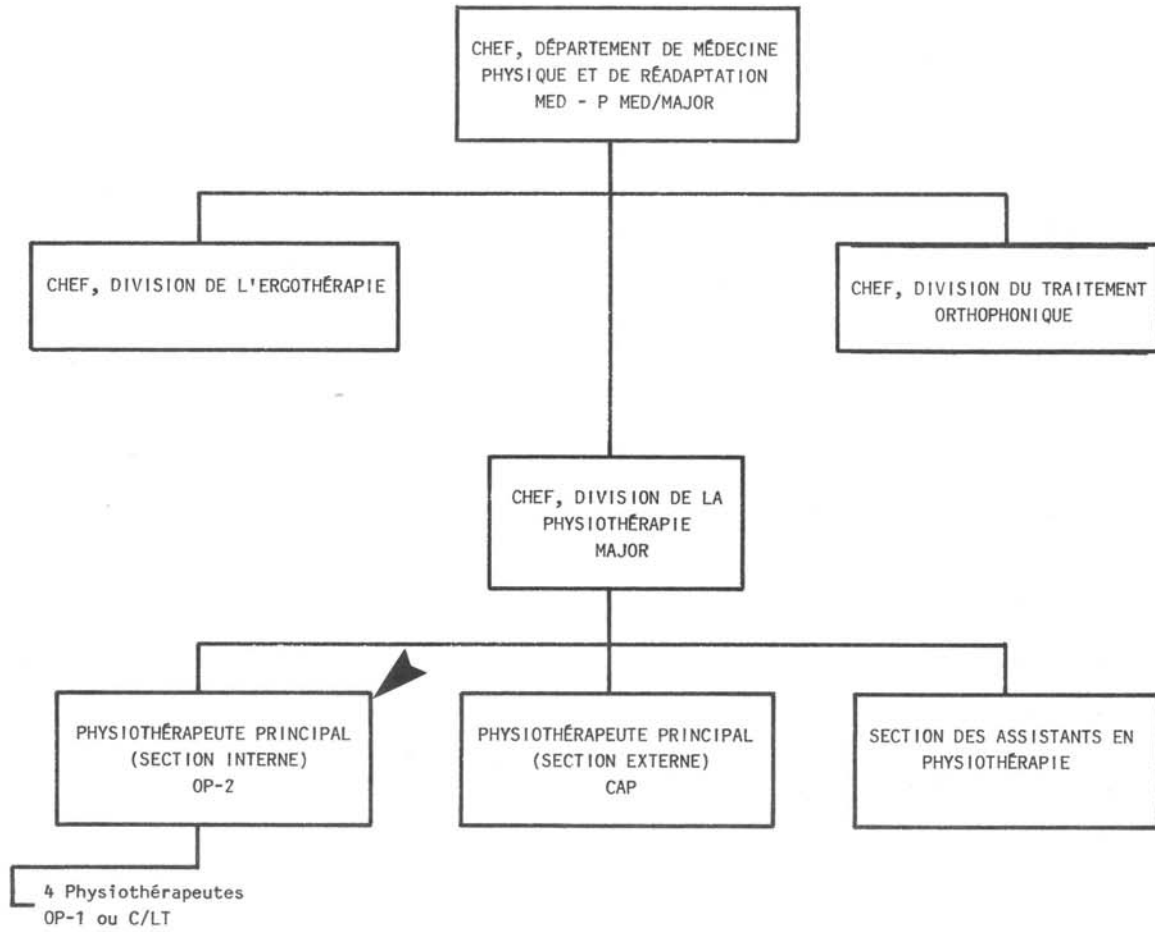 CHEF, DÉPARTEMENT DE MÉDECINE
PHYSIQUE ET DE RÉADAPTATION
MED - P MED/MAJOR
CHEF, DIVISION DE L'ERGOTHÉRAPIE
CHEF, DIVISION DU TRAITEMENT
ORTHOPHONIQUE
CHEF, DIVISION DE LA
PHYSIOTHÉRAPIE
MAJOR
PHYSIOTHÉRAPEUTE PRINCIPAL
(SECTION INTERNE)
OP-2
PHYSIOTHÉRAPEUTE PRINCIPAL
(SECTION EXTERNE)
CAP
SECTION DES ASSISTANTS EN
PHYSIOTHÉRAPIE
4 Physiothérapeutes
OP-1 ou C/LT